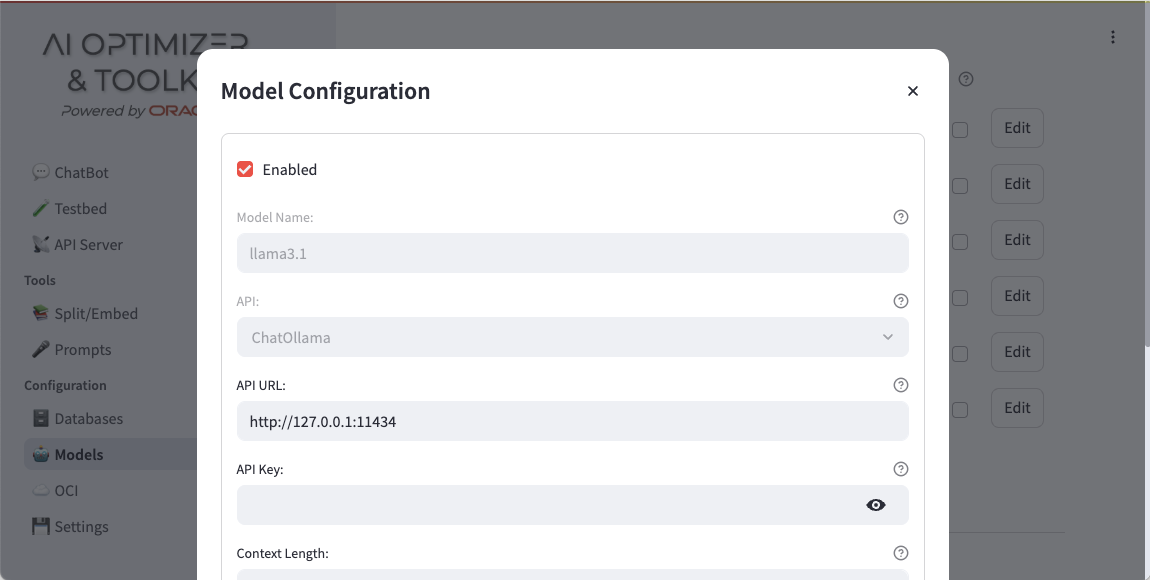 AI OPTIMIZER
& TOOLK
Powered by ORAC
ChatBot
Testbed
API Server
Tools
Split/Embed
Prompts
Configuration
Databases
Models
OCI
Settings
Model Configuration
Enabled
Model Name:
llama3.1
API:
ChatOllama
API URL:
http://127.0.0.1:11434
API Key:
Context Length:
Edit
Edit
Edit
Edit
Edit
Edit